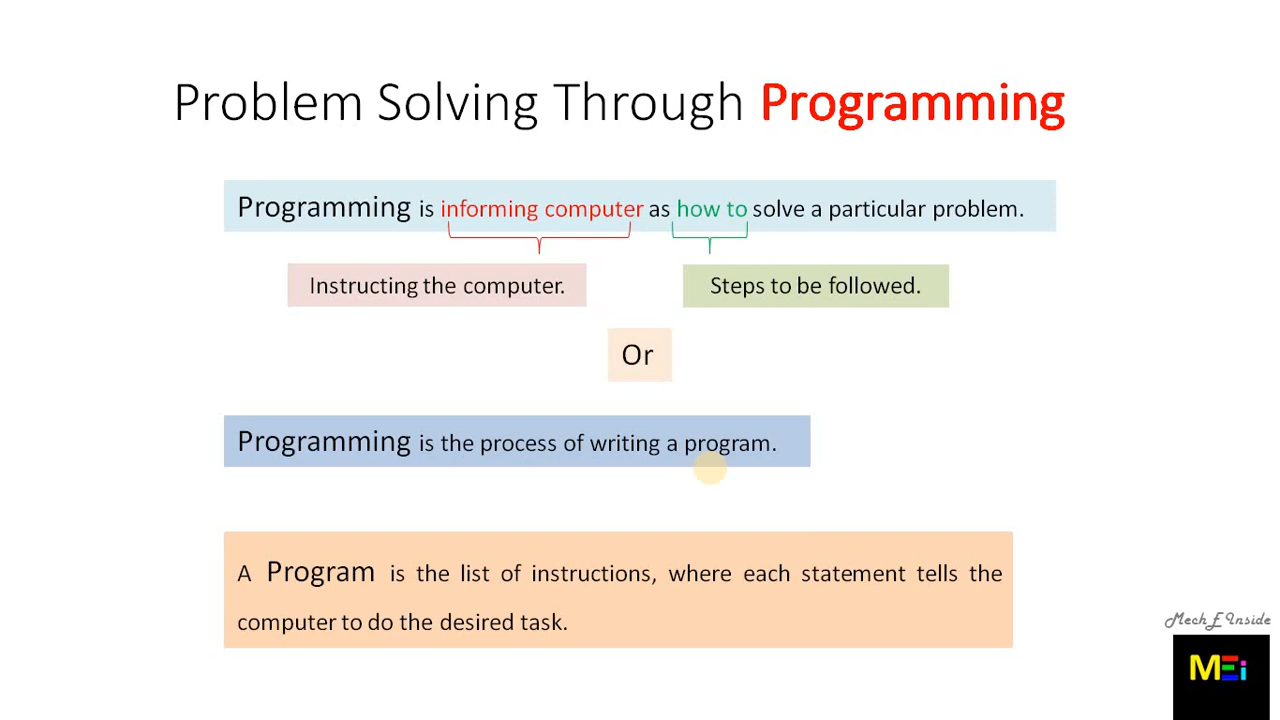 Problem Solving Through Programming
Programming is informing computer as how to solve a particular problem.
Instructing the computer.
Steps to be followed.
Or
Programming is the process of writing a program.
A Program is the list of instructions, where each statement tells the
computer to do the desired task.
Mech E Inside
MEi